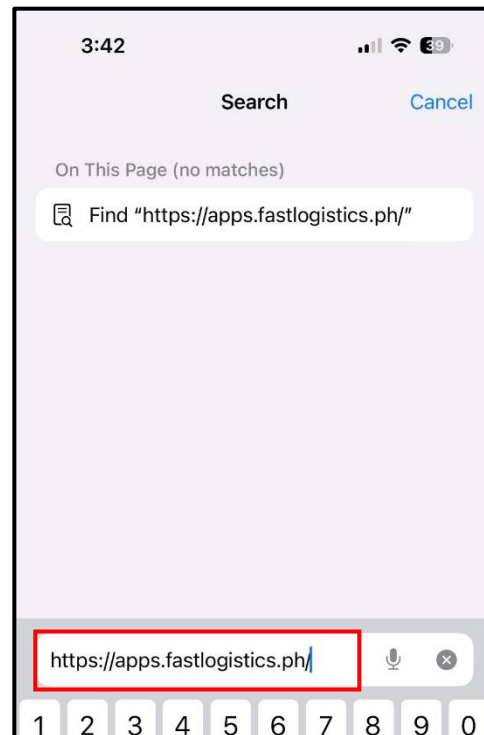 3:42
39
Search
Cancel
On This Page (no matches)
Find “https://apps.fastlogistics.ph/”
https://apps.fastlogistics.ph/
1 2 3 4 5 6 7 8 9 0